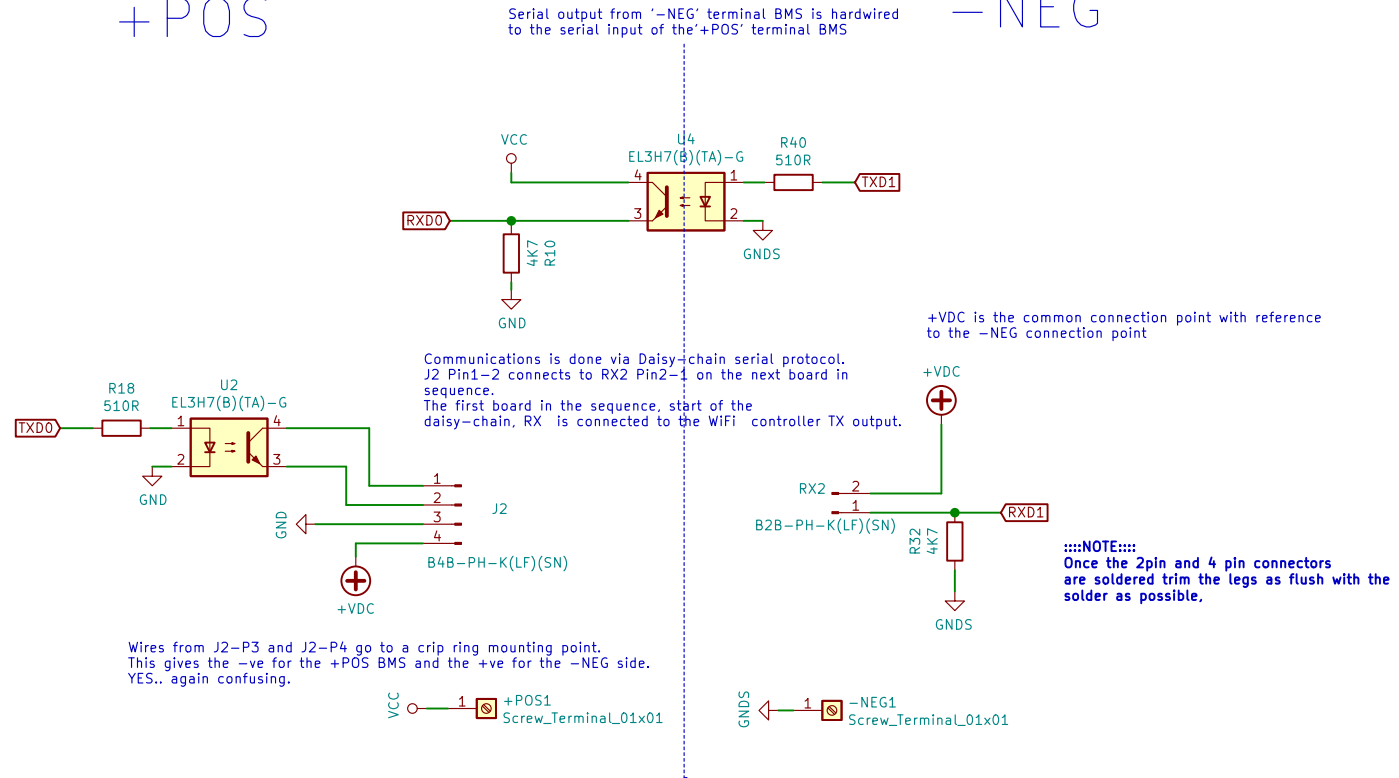 +POS
Serial output from '-NEG' terminal BMS is hardwired
to the serial input of the'+POS' terminal BMS
-NEG
VCC
U4
EL3H7(B)(TA)-G
R40
510R
4
1
TXD1
RXD0
3
2
4K7
R10
GNDS
GND
+VDC is the common connection point with reference
to the -NEG connection point
Communications is done via Daisy-chain serial protocol.
J2 Pin1-2 connects to RX2 Pin2-1 on the next board in
sequence.
The first board in the sequence, start of the
daisy-chain, RX  is connected to the WiFi  controller TX output.
+VDC
R18
510R
U2
EL3H7(B)(TA)-G
TXD0
1
4
2
3
GND
1
2
3
4
J2
GND
B4B-PH-K(LF)(SN)
+VDC
RX2
2
1
B2B-PH-K(LF)(SN)
RXD1
R32
4K7
GNDS
::::NOTE::::
Once the 2pin and 4 pin connectors
are soldered trim the legs as flush with the
solder as possible,
Wires from J2-P3 and J2-P4 go to a crip ring mounting point.
This gives the -ve for the +POS BMS and the +ve for the -NEG side.
YES.. again confusing.
VCC
1
+POS1
Screw_Terminal_01x01
GNDS
1
-NEG1
Screw_Terminal_01x01